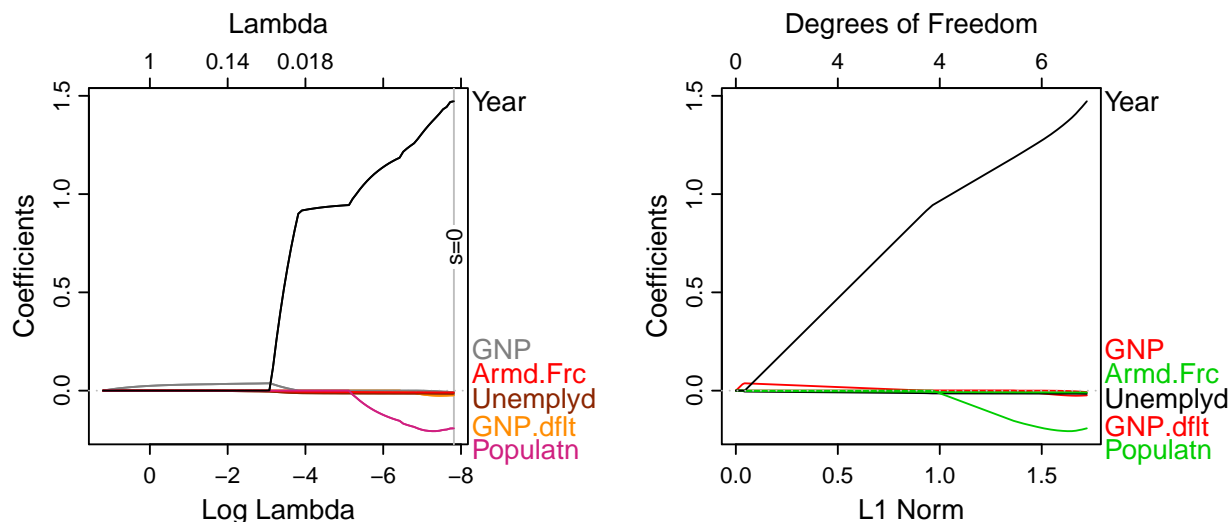 Lambda
1 0.14 0.018
Coefficients
0.0 0.5 1.0 1.5
s=0
Year
GNP
Armd.Frc
Unemplyd
GNP.dflt
Populatn
0 −2 −4 −6 −8
Log Lambda
Degrees of Freedom
0 4 4 6
Coefficients
0.0 0.5 1.0 1.5
Year
GNP
Armd.Frc
Unemplyd
GNP.dflt
Populatn
0.0 0.5 1.0 1.5
L1 Norm